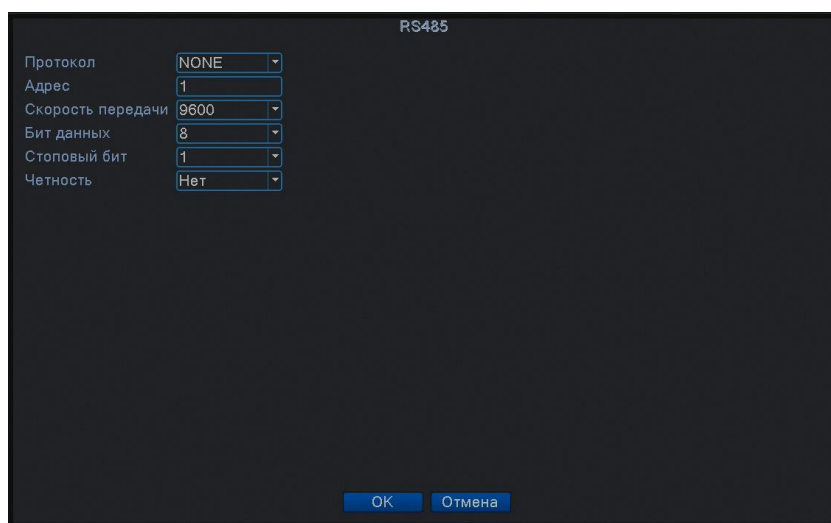 RS485
Протокол NONE
Адрес 1
Скорость передачи 9600
Бит данных 8
Стоповый бит 1
Четность Нет
OK Отмена